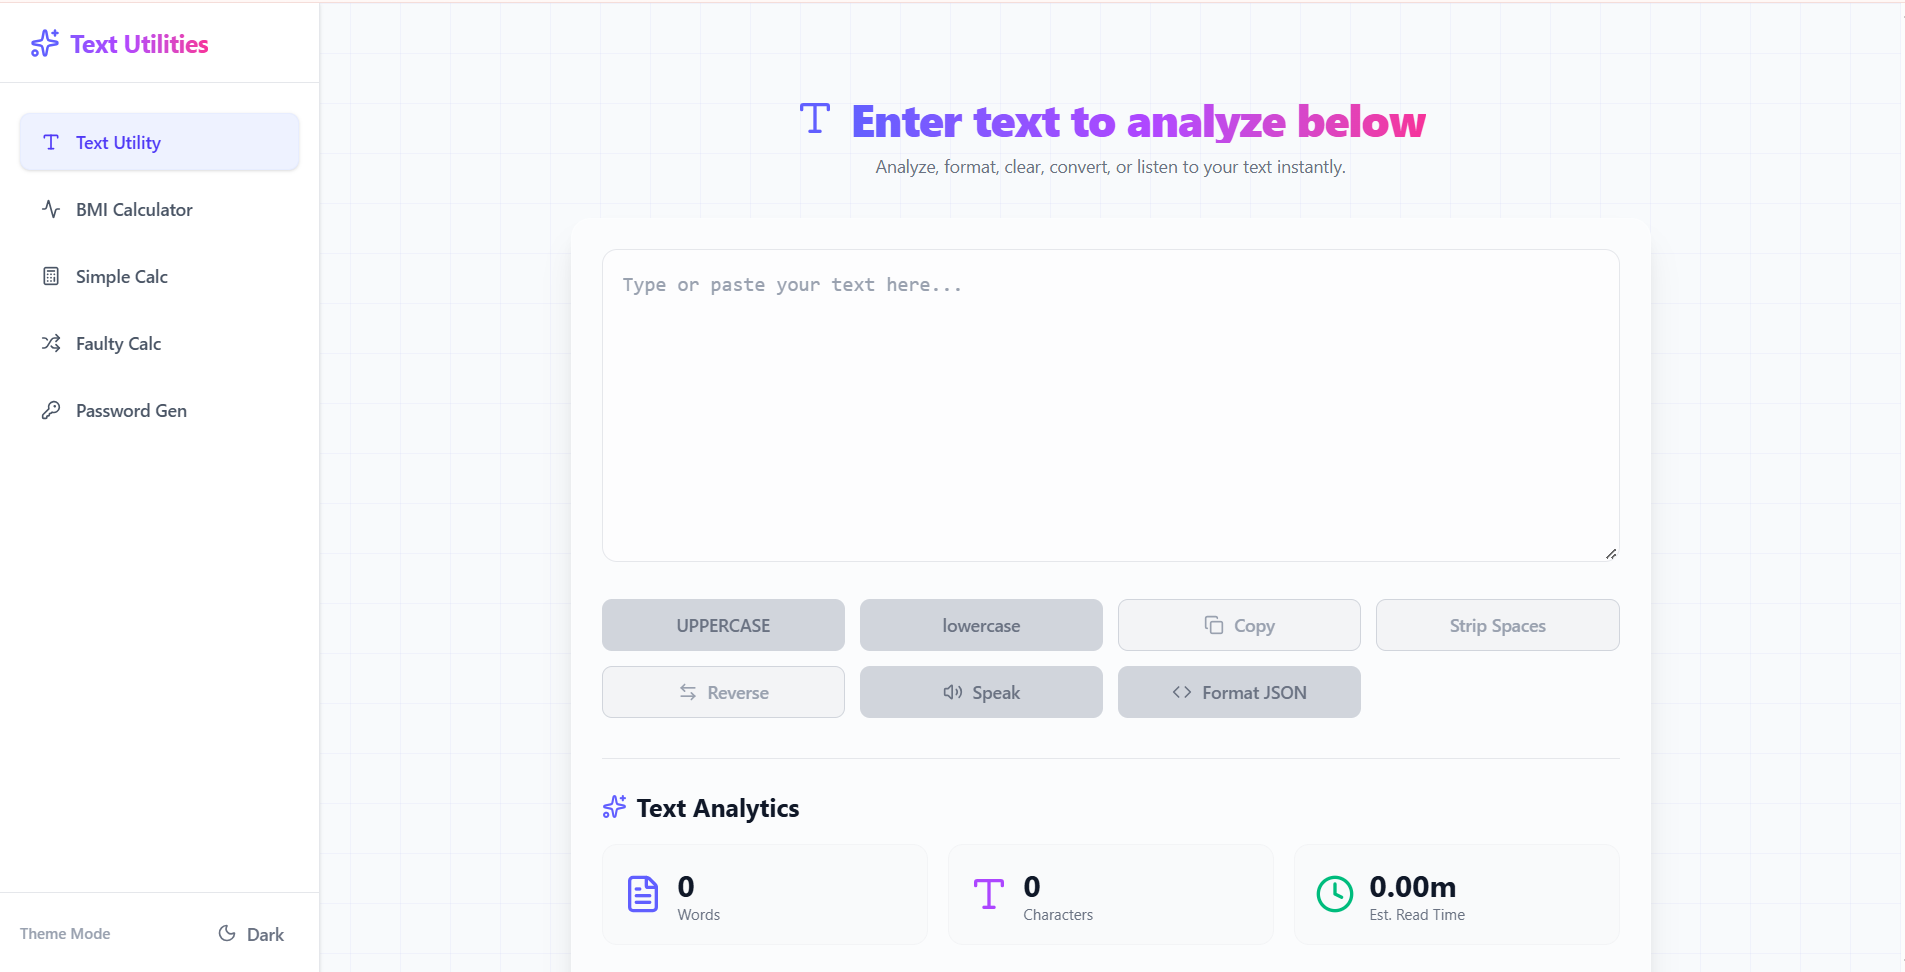 Text Utilities
Text Utility
BMI Calculator
Simple Calc
Faulty Calc
Password Gen
Theme Mode
Dark
Enter text to analyze below
Analyze, format, clear, convert, or listen to your text instantly.
Type or paste your text here...
UPPERCASE
lowercase
Copy
Strip Spaces
Reverse
Speak
Format JSON
Text Analytics
0
Words
0
Characters
0.00m
Est. Read Time